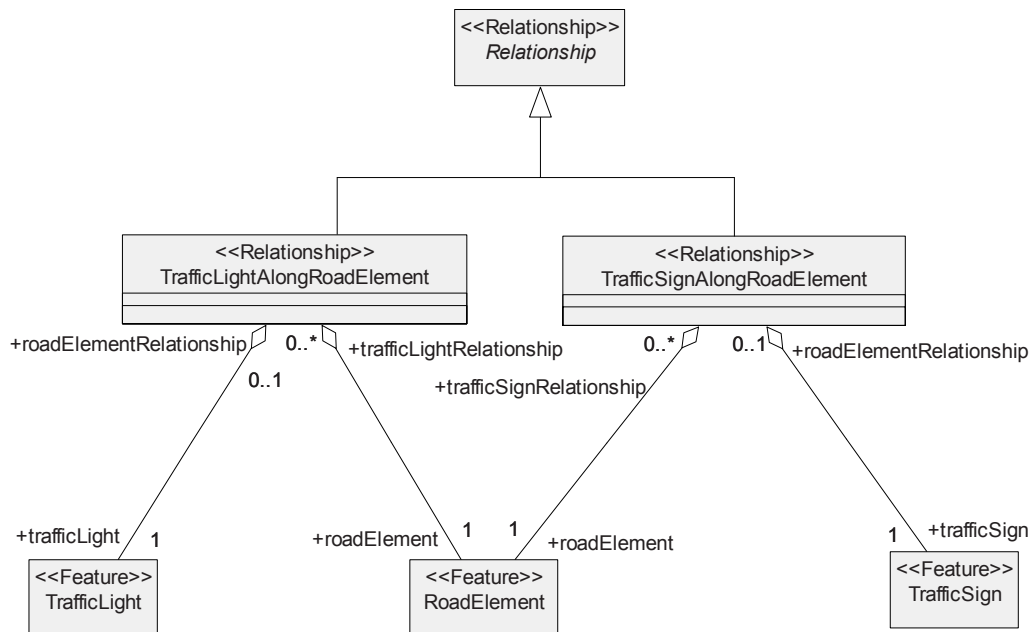 <<Relationship>>
Relationship
<<Relationship>>
TrafficLightAlongRoadElement
<<Relationship>>
TrafficSignAlongRoadElement
+roadElementRelationship
0..1
0..*
+trafficLightRelationship
0..*
+trafficSignRelationship
0..1
+roadElementRelationship
+trafficLight
1
+roadElement
1
1
+roadElement
1
+trafficSign
<<Feature>>
TrafficLight
<<Feature>>
RoadElement
<<Feature>>
TrafficSign